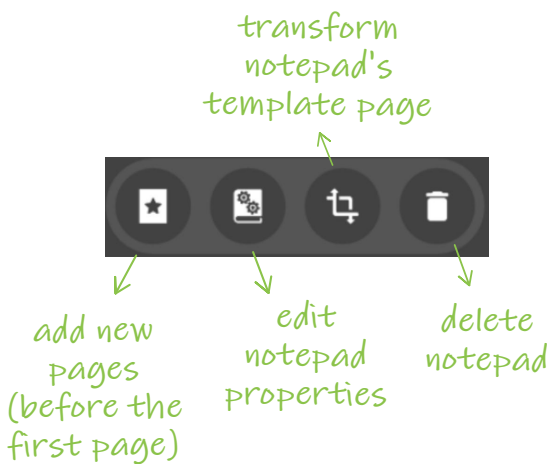 transform
notepad's
template page
add new
pages
(before the
first page)
edit
notepad
properties
delete
notepad